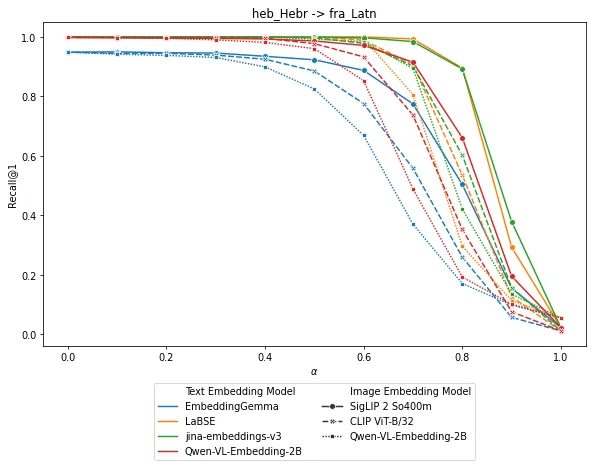 heb_Hebr -> fra_Latn
1.0
0.8
0.6
0.4
0.2
0.0
Recall@1
0.0 0.2 0.4 0.6 0.8 1.0
α
Text Embedding Model Image Embedding Model
EmbeddingGemma SigLIP 2 So400m
LaBSE CLIP ViT-B/32
jina-embeddings-v3 Qwen-VL-Embedding-2B
Qwen-VL-Embedding-2B